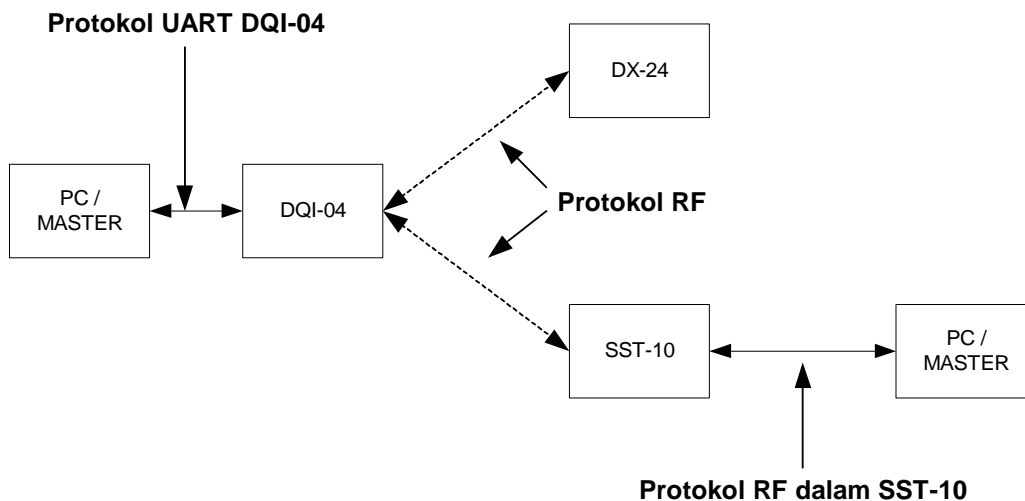 Protokol UART DQI-04
DX-24
PC /
MASTER
DQI-04
Protokol RF
SST-10
PC /
MASTER
Protokol RF dalam SST-10